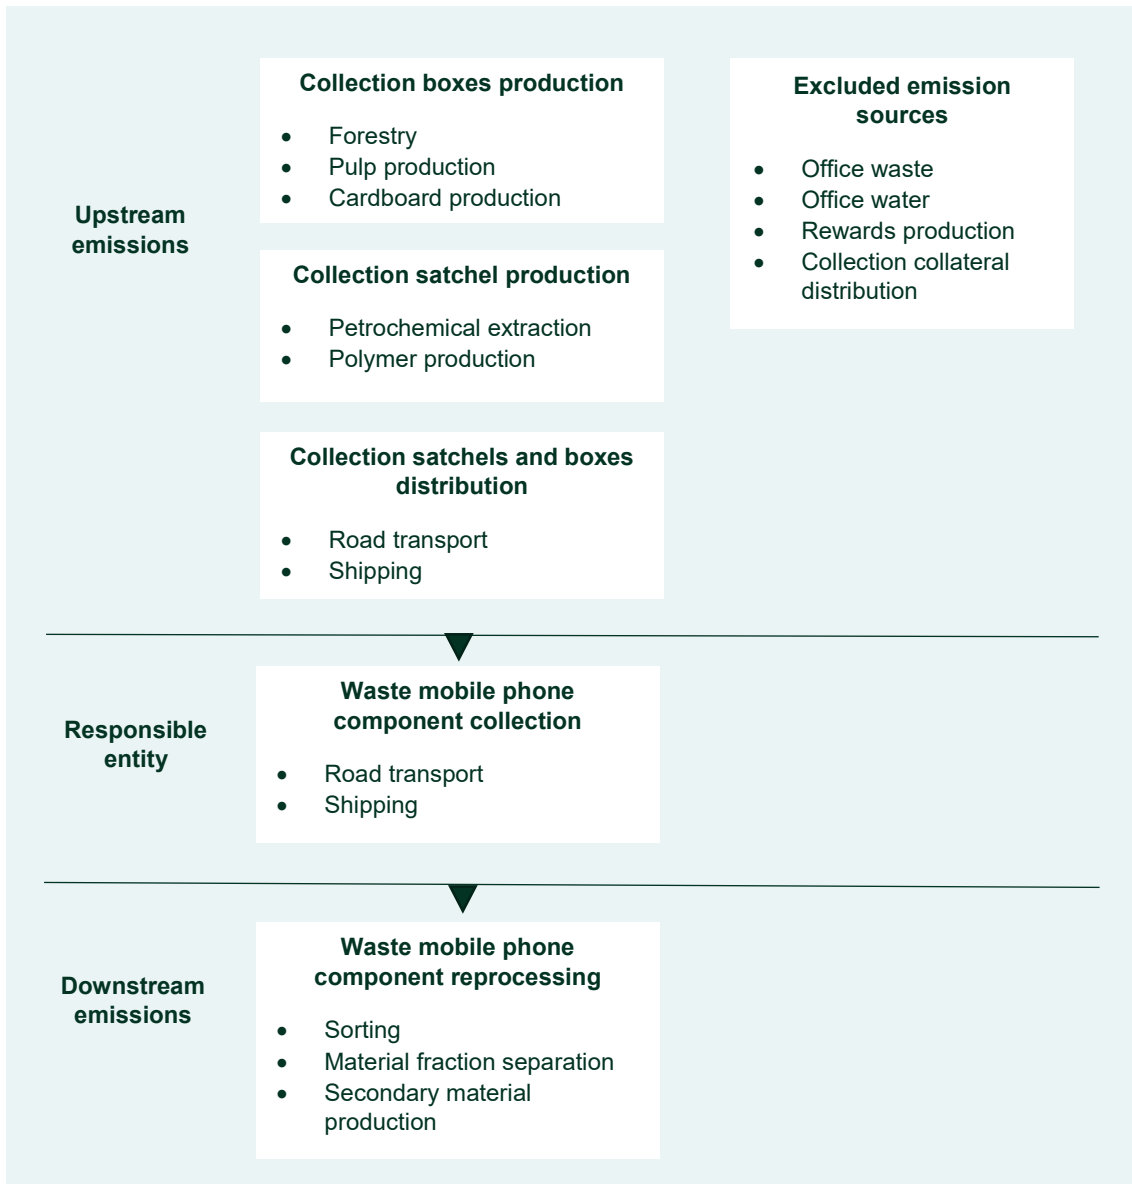 Upstream
emissions
Collection boxes production
• Forestry
• Pulp production
• Cardboard production
Collection satchel production
• Petrochemical extraction
• Polymer production
Collection satchels and boxes
distribution
• Road transport
• Shipping
Excluded emission
sources
• Office waste
• Office water
• Rewards production
• Collection collateral
distribution
Responsible
entity
Waste mobile phone
component collection
• Road transport
• Shipping
Downstream
emissions
Waste mobile phone
component reprocessing
• Sorting
• Material fraction separation
• Secondary material
production